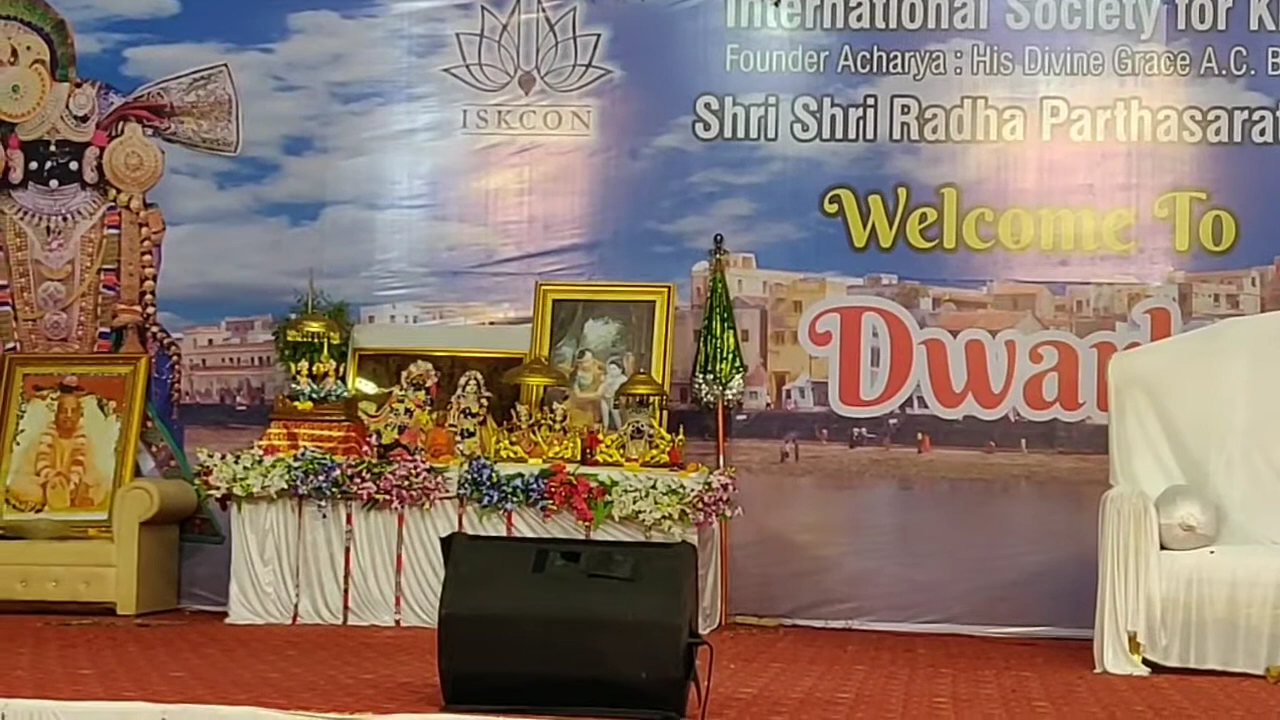 ISKCON
International Society for K
Founder Acharya : His Divine Grace A.C. B
Shri Shri Radha Parthasarat
Welcome To
Dwar